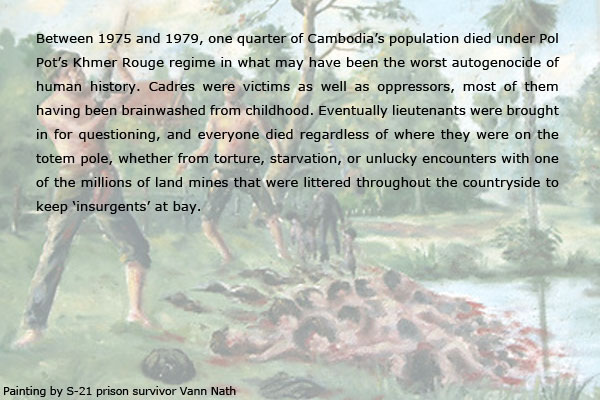 Between 1975 and 1979, one quarter of Cambodia's population died under Pol
Pot's Khmer Rouge regime in what may have been the worst autogenocide of
human history. Cadres were victims as well as oppressors, most of them
having been brainwashed from childhood. Eventually lieutenants were brought
in for questioning, and everyone died regardless of where they were on the
totem pole, whether from torture, starvation, or unlucky encounters with one
of the millions of land mines that were littered throughout the countryside to
keep ‘insurgents’ at bay.
Painting by S-21 prison survivor Vann Nath